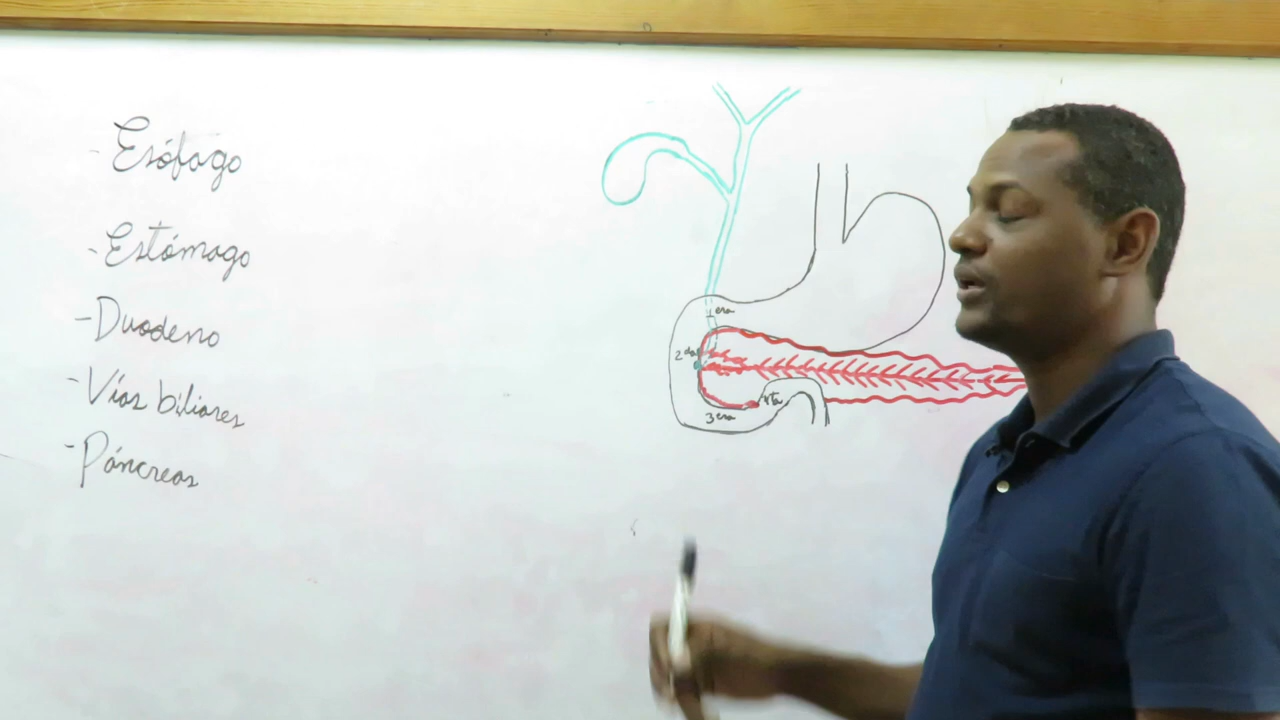 - Esófago
- Estómago
- Duodeno
- Vías biliares
- Páncreas
1era
2da
3era
4ta